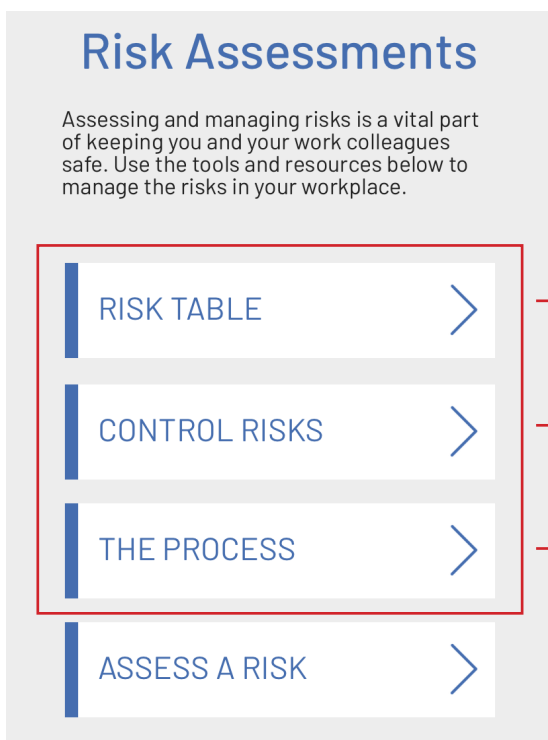 Risk Assessments
Assessing and managing risks is a vital part
of keeping you and your work colleagues
safe. Use the tools and resources below to
manage the risks in your workplace.
RISK TABLE
CONTROL RISKS
THE PROCESS
ASSESS A RISK